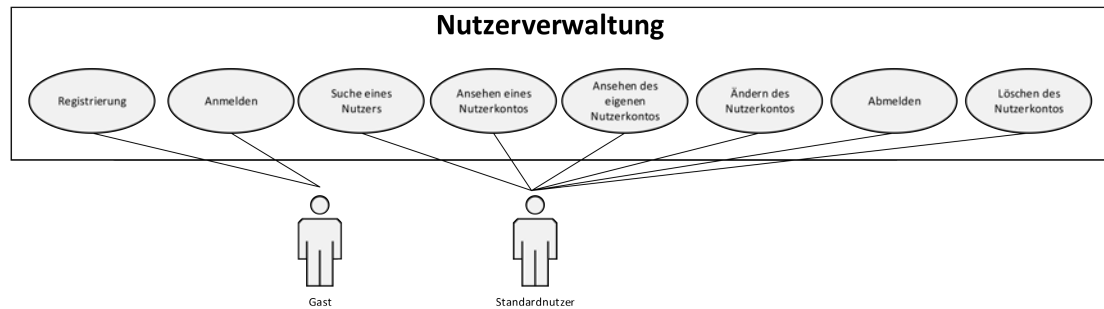 Nutzerverwaltung
Registrierung
Anmelden
Suche eines
Nutzers
Ansehen eines
Nutzerkontos
Ansehen des
eigenen
Nutzerkontos
Ändern des
Nutzerkontos
Abmelden
Löschen des
Nutzerkontos
Gast
Standardnutzer